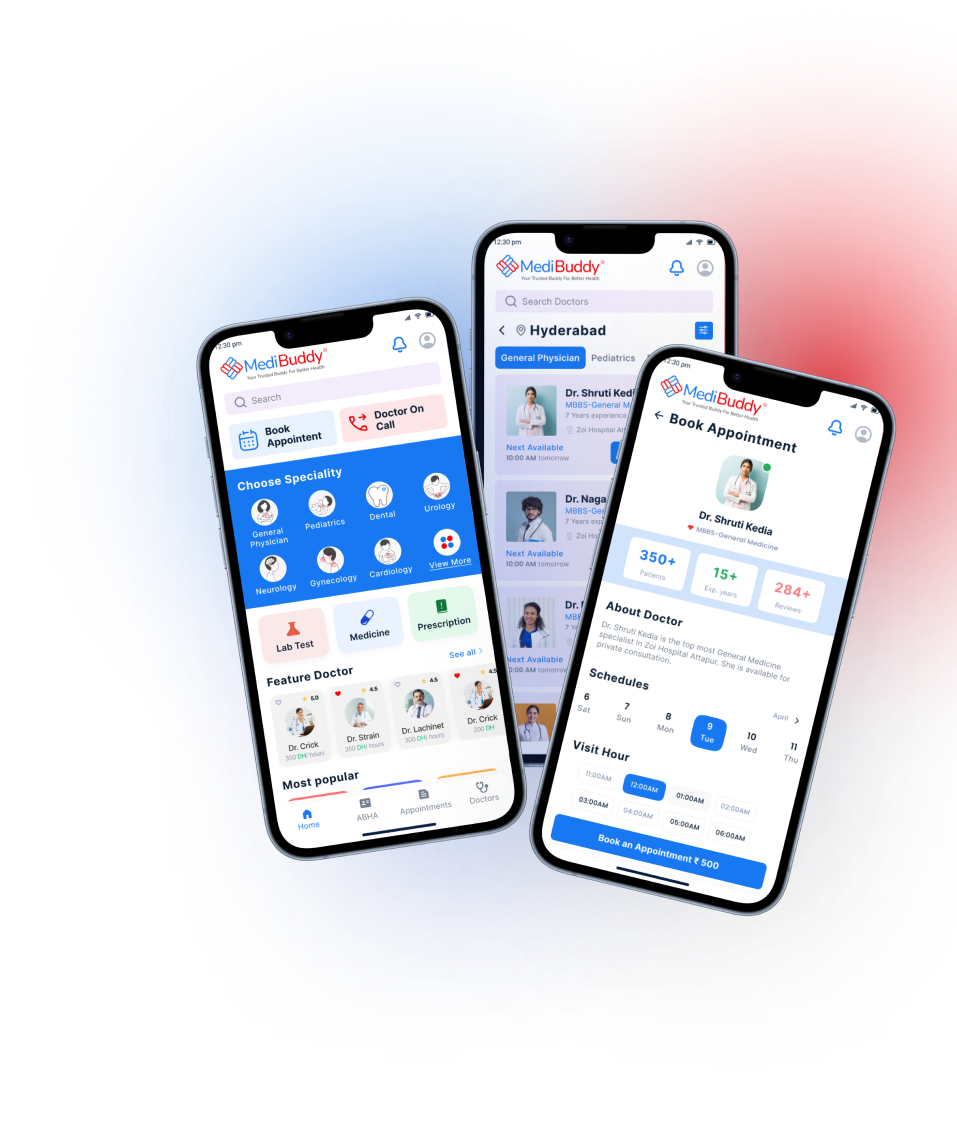 12:30 pm
MediBuddy
Your Trusted Buddy For Better Health
Search
Book
Appointent
Doctor On
Call
Choose Speciality
General
Physician
Pediatrics
Dental
Urology
Neurology
Gynecology
Cardiology
View More
Lab Test
Medicine
Prescription
Feature Doctor
See all
5.0
4.5
4.5
4.5
Dr. Crick
350 DH/ hours
Dr. Strain
350 DH/ hours
Dr. Lachinet
300 DH/ hours
Dr. Crick
200 DH
Most popular
Home
ABHA
Appointments
Doctors
12:30 pm
MediBuddy
Your Trusted Buddy For Better Health
Search Doctors
Hyderabad
General Physician
Pediatrics
Dr. Shruti Kedi
MBBS-General M
7 Years experience
Zoi Hospital Att
Next Available
10:00 AM tomorrow
Dr. Naga
MBBS-Ge
7 Years exp
Zoi Ho
Next Available
10:00 AM tomorrow
Dr.
MBB
7 Ye
Next Available
10:00 AM tomorrow
12:30 pm
MediBuddy
Your Trusted Buddy For Better Health
Book Appointment
Dr. Shruti Kedia
MBBS-General Medicine
350+
Patients
15+
Exp. years
284+
Reviews
About Doctor
Dr. Shruti Kedia is the top most General Medicine
specialist in Zoi Hospital Attapur. She is available for
private consultation.
Schedules
April
6
Sat
7
Sun
8
Mon
9
Tue
10
Wed
11
Thu
Visit Hour
11:00AM
12:00AM
01:00AM
02:00AM
03:00AM
04:00AM
05:00AM
06:00AM
Book an Appointment ₹ 500